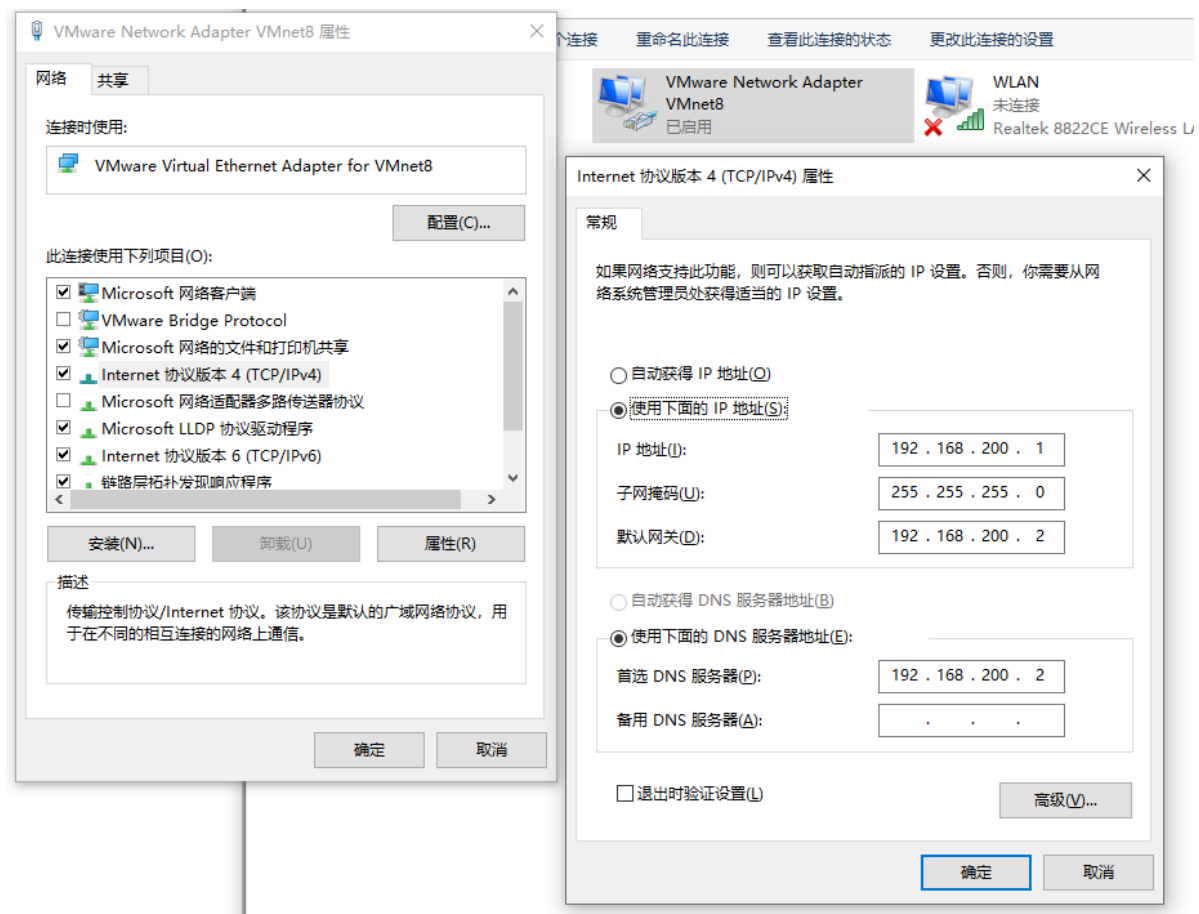 VMware Network Adapter VMnet8 属性
网络
共享
连接时使用:
VMware Virtual Ethernet Adapter for VMnet8
配置(C)...
此连接使用下列项目(O):
Microsoft 网络客户端
VMware Bridge Protocol
Microsoft 网络的文件和打印机共享
Internet 协议版本 4 (TCP/IPv4)
Microsoft 网络适配器多路传送器协议
Microsoft LLDP 协议驱动程序
Internet 协议版本 6 (TCP/IPv6)
链路层拓扑发现响应程序
安装(N)...
卸载(U)
属性(R)
描述
传输控制协议/Internet 协议。该协议是默认的广域网络协议，用
于在不同的相互连接的网络上通信。
确定
取消
个连接
重命名此连接
查看此连接的状态
更改此连接的设置
VMware Network Adapter
VMnet8
已启用
WLAN
未连接
Realtek 8822CE Wireless LA
Internet 协议版本 4 (TCP/IPv4) 属性
常规
如果网络支持此功能，则可以获取自动指派的 IP 设置。否则，你需要从网
络系统管理员处获得适当的 IP 设置。
自动获得 IP 地址(O)
使用下面的 IP 地址(S):
IP 地址(I):
192 . 168 . 200 . 1
子网掩码(U):
255 . 255 . 255 . 0
默认网关(D):
192 . 168 . 200 . 2
自动获得 DNS 服务器地址(B)
使用下面的 DNS 服务器地址(E):
首选 DNS 服务器(P):
192 . 168 . 200 . 2
备用 DNS 服务器(A):
. . .
退出时验证设置(L)
高级(V)...
确定
取消